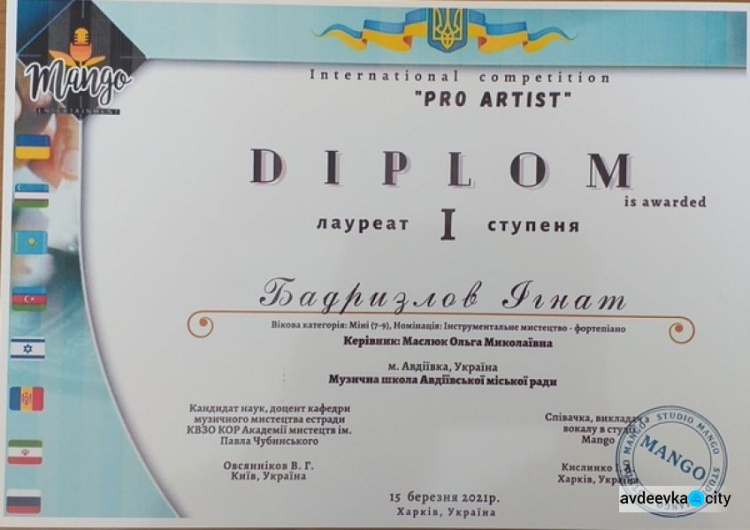 Mango
ENTERTAINMENT
International competition
"PRO ARTIST"
DIPLOM
is awarded
лауреат I ступеня
Бадризлов Ігнат
Вікова категорія: Міні (7-9), Номінація: Інструментальне мистецтво - фортепіано
Керівник: Маслюк Ольга Миколаївна
м. Авдіївка, Україна
Музична школа Авдіївської міської ради
Кандидат наук, доцент кафедри
музичного мистецтва естради
КВЗО КОР Академії мистецтв ім.
Павла Чубинського
Овсянніков В. Г.
Київ, Україна
Співачка, викладач
вокалу в студії
Mango
Кислинко
Харків, Україна
STUDIO MANGO
MANGO
15 березня 2021р.
Харків, Україна
avdeevka.city